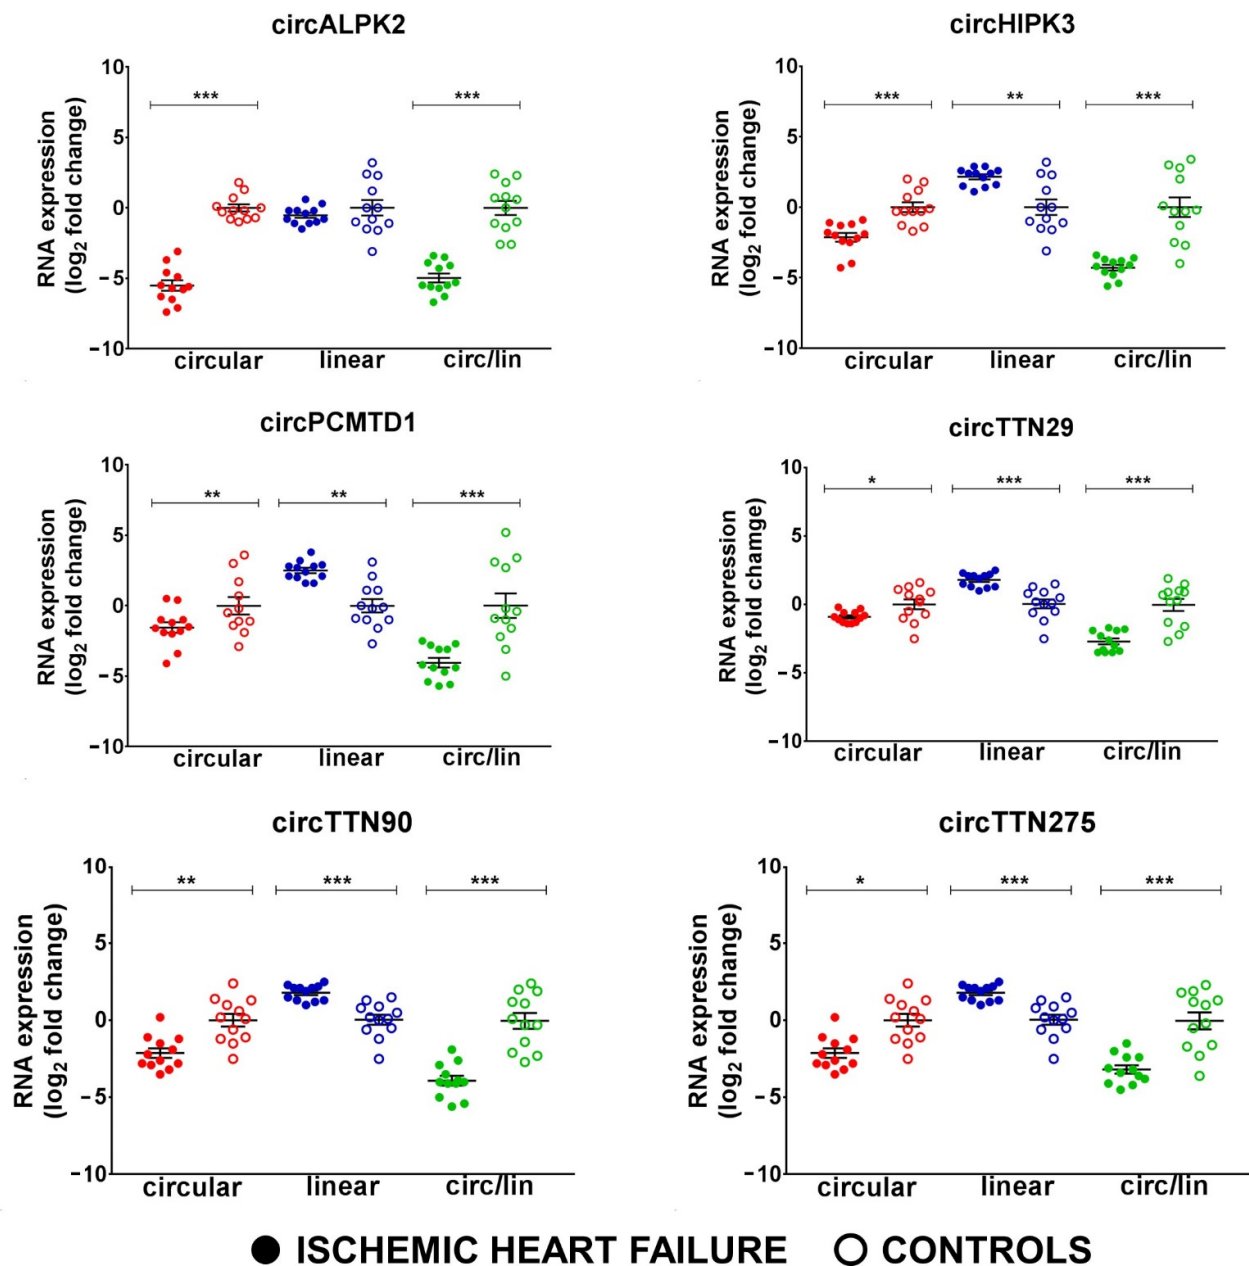 circALPK2
RNA expression
(log2 fold change)
10
5
0
−5
−10
***
***
circular
linear
circ/lin
circHIPK3
RNA expression
(log2 fold change)
10
5
0
−5
−10
***
**
***
circular
linear
circ/lin
circPCMTD1
RNA expression
(log2 fold change)
10
5
0
−5
−10
**
**
***
circular
linear
circ/lin
circTTN29
RNA expression
(log2 fold chamge)
10
5
0
−5
−10
*
***
***
circular
linear
circ/lin
circTTN90
RNA expression
(log2 fold change)
10
5
0
−5
−10
**
***
***
circular
linear
circ/lin
circTTN275
RNA expression
(log2 fold change)
10
5
0
−5
−10
*
***
***
circular
linear
circ/lin
ISCHEMIC HEART FAILURE
CONTROLS